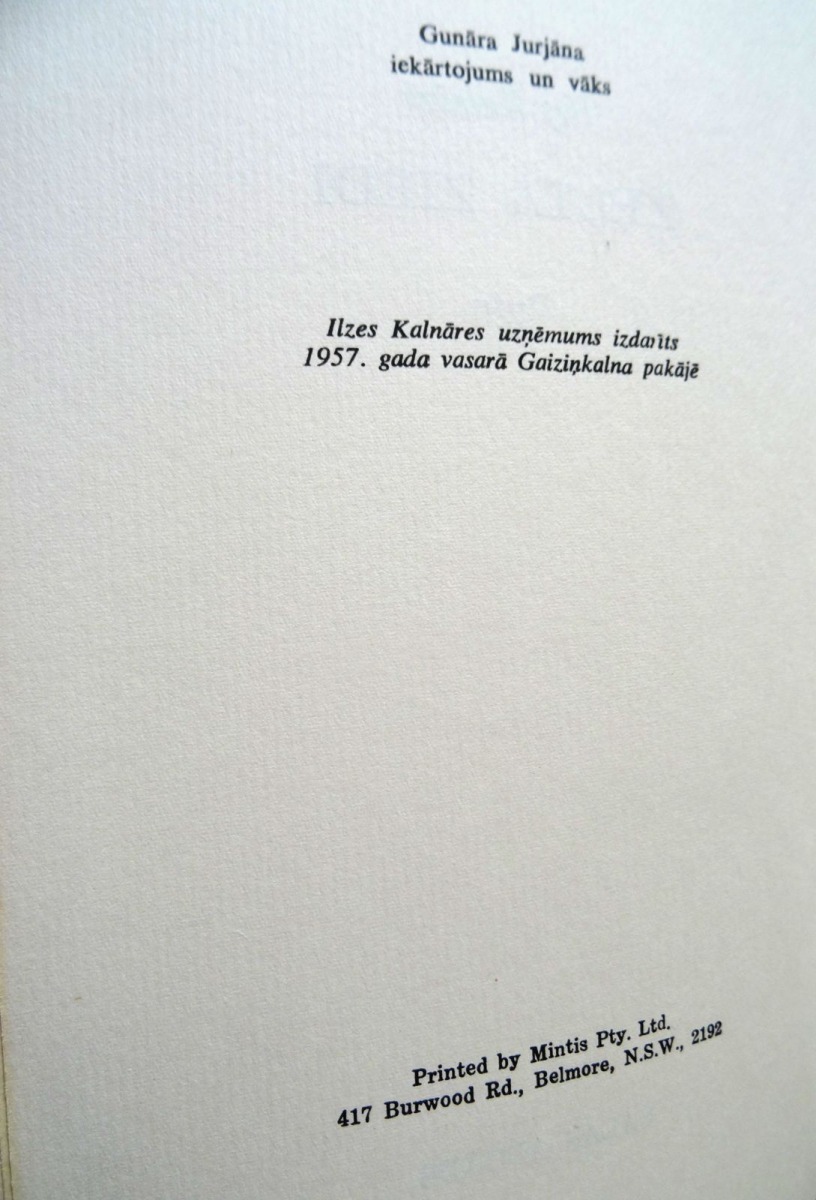 Gunāra Jurjāna
iekārtojums un vāks
Ilzes Kalnāres uzņēmums izdarīts
1957. gada vasarā Gaiziņkalna pakājē
Printed by Mintis Pty. Ltd.
417 Burwood Rd., Belmore, N.S.W., 2192